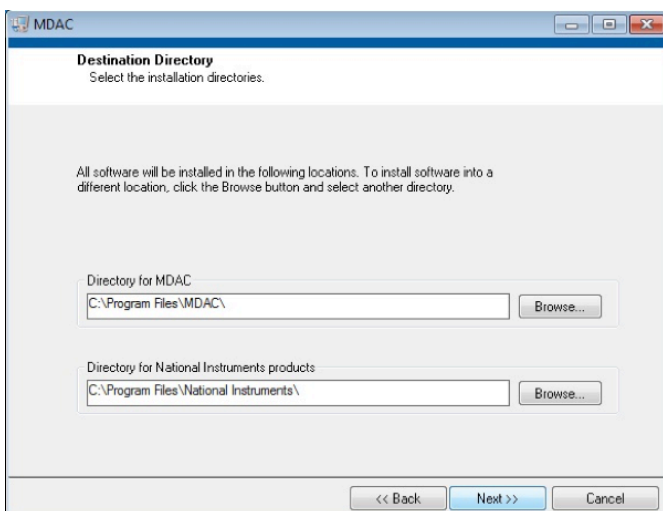 MDAC
Destination Directory
Select the installation directories.
All software will be installed in the following locations. To install software into a
different location, click the Browse button and select another directory.
Directory for MDAC
C:\Program Files\MDAC\
Browse...
Directory for National Instruments products
C:\Program Files\National Instruments\
Browse...
<< Back
Next >>
Cancel